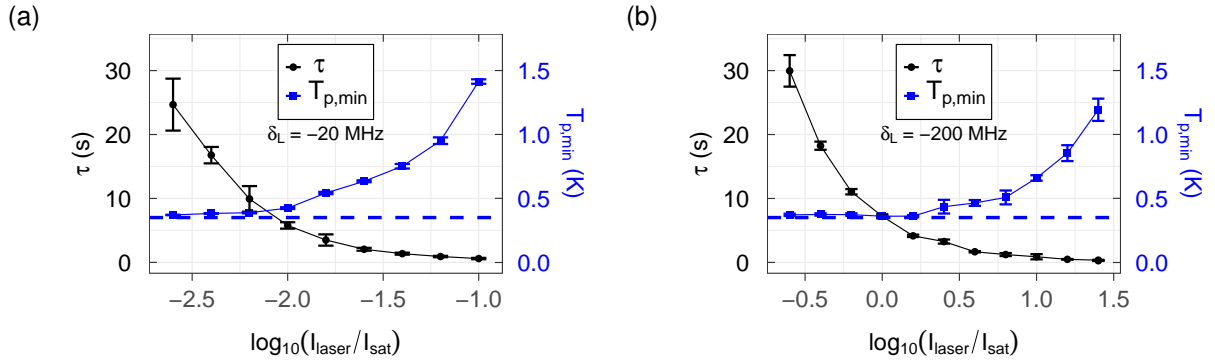 (a)
τ
T_p,min
δ_L = −20 MHz
τ (s)
30
20
10
0
1.5
1.0
0.5
0.0
T_p,min (K)
−2.5 −2.0 −1.5 −1.0
log₁₀(I_laser/I_sat)
(b)
τ
T_p,min
δ_L = −200 MHz
τ (s)
30
20
10
0
1.5
1.0
0.5
0.0
T_p,min (K)
−0.5 0.0 0.6 1.0 1.5
log₁₀(I_laser/I_sat)